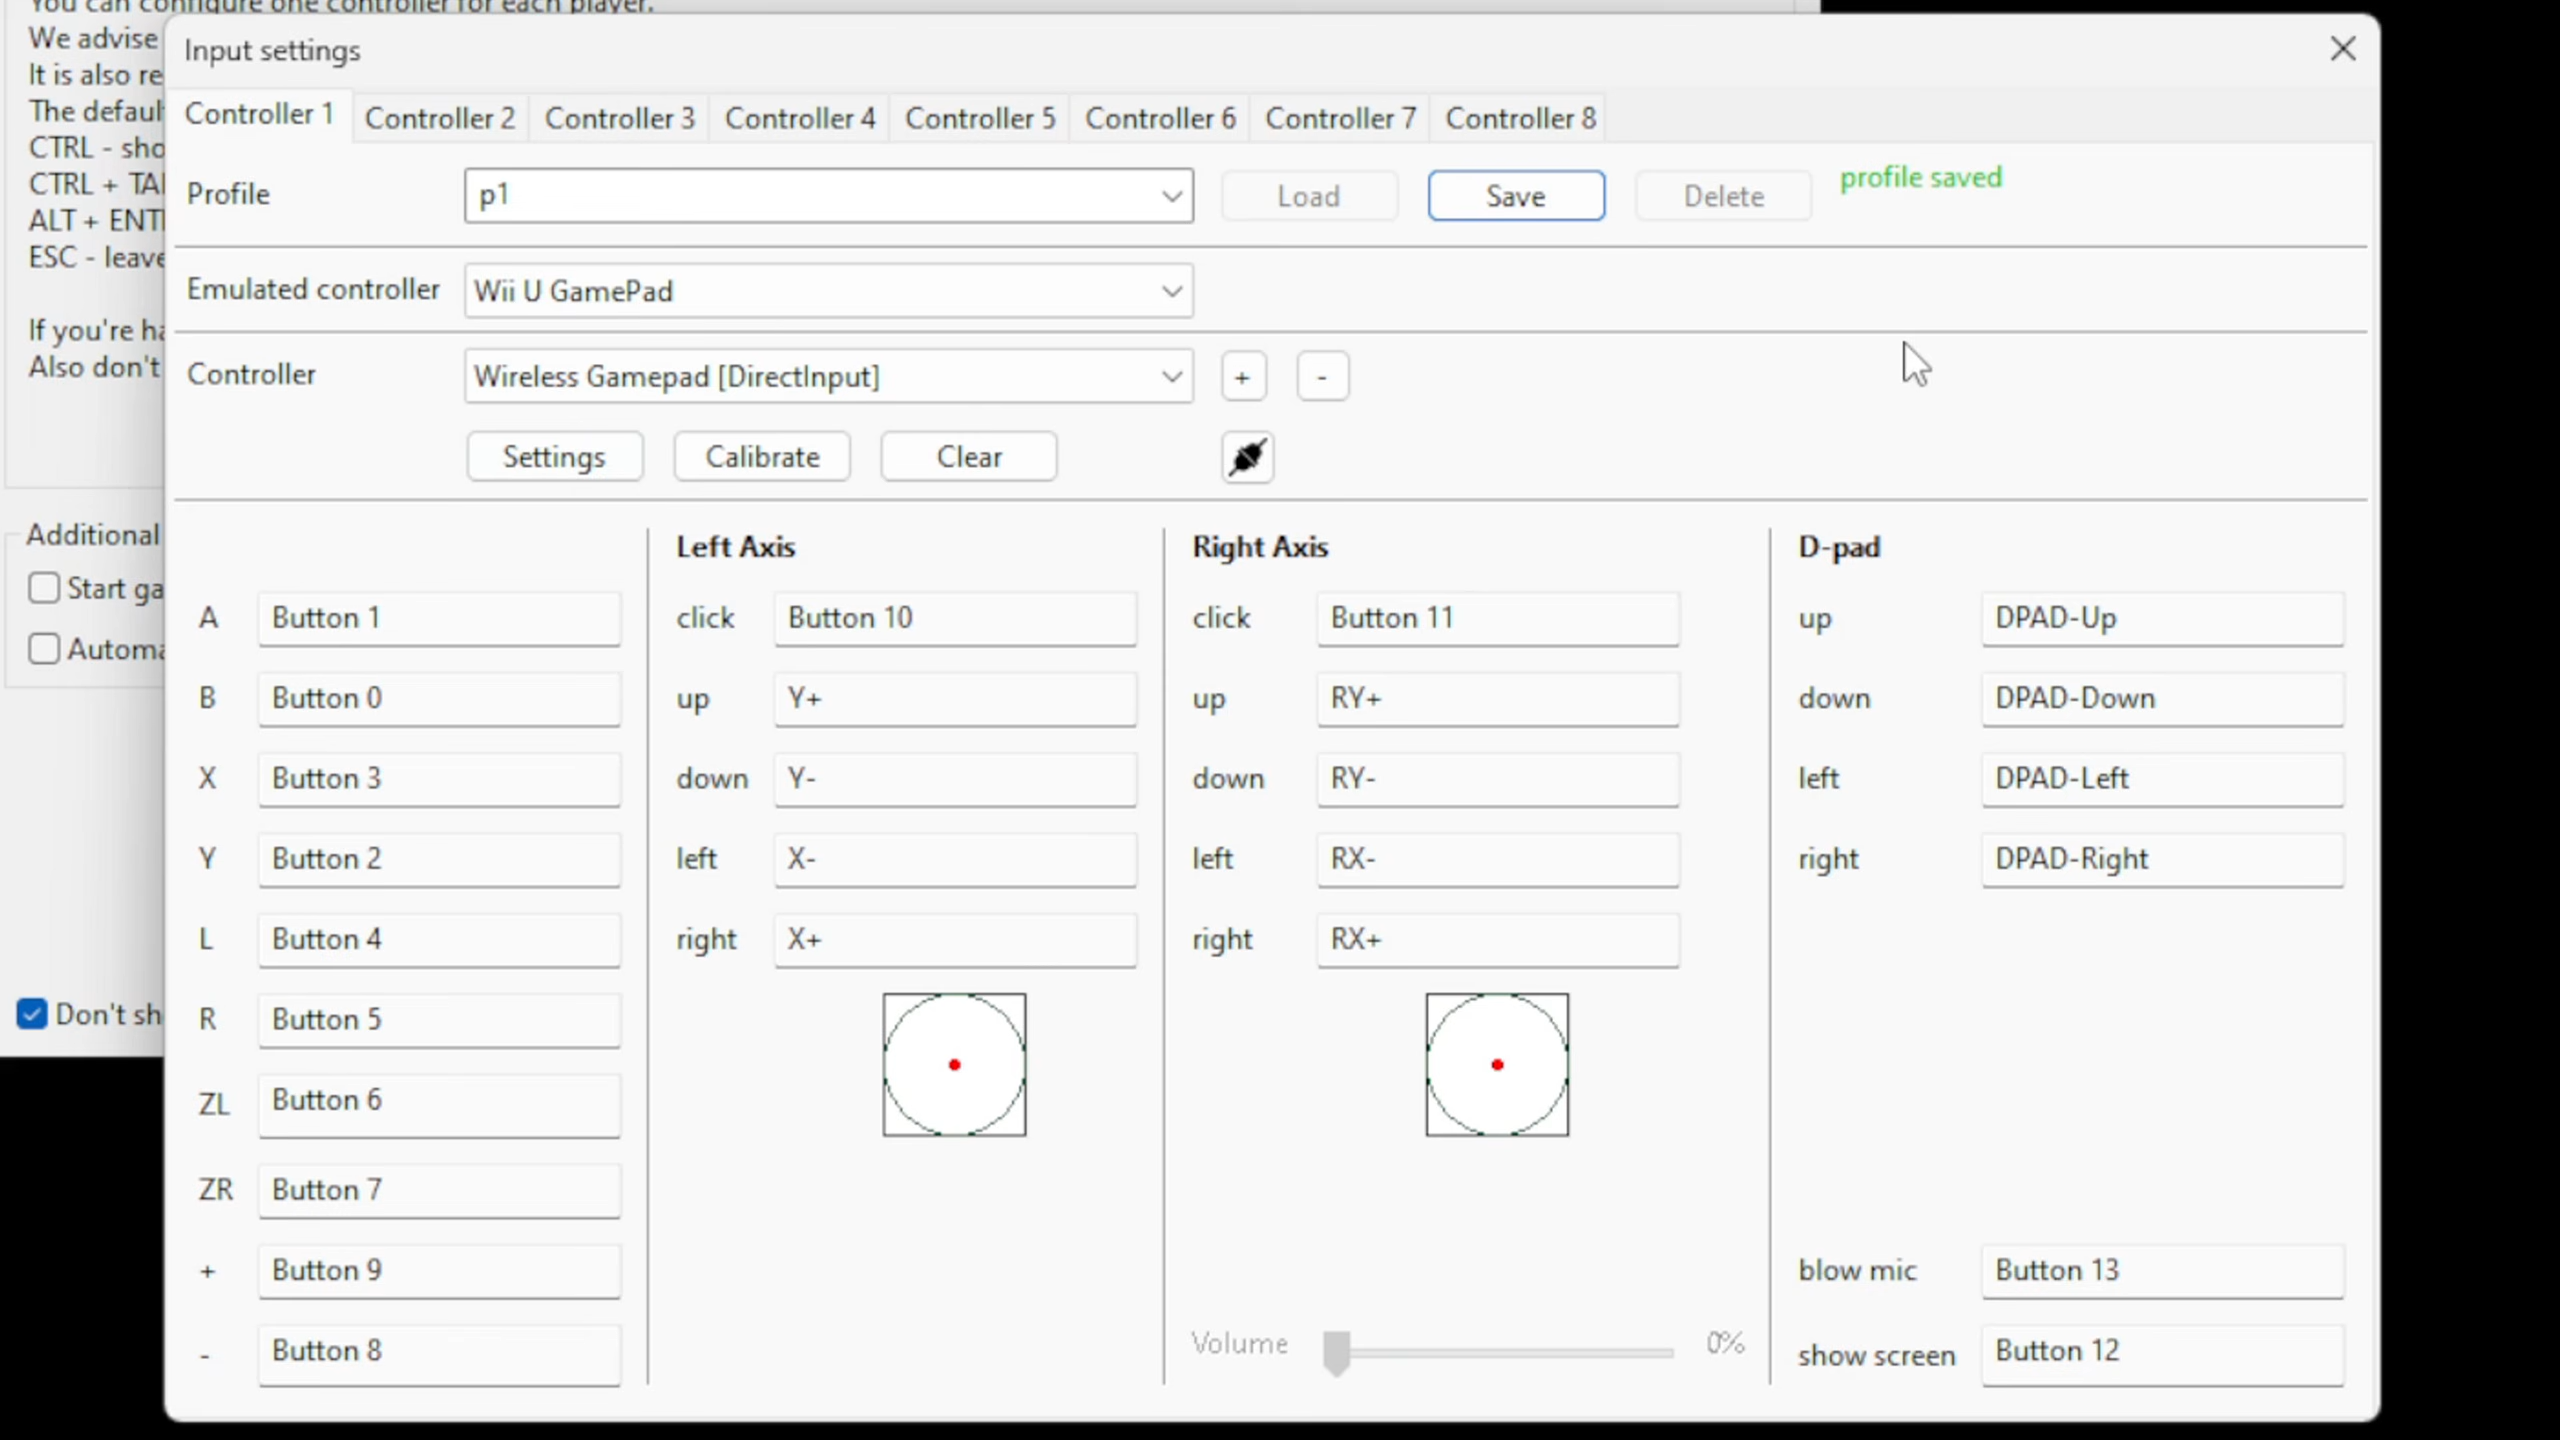 You can configure one controller for each player.
We advise
It is also re
The defaul
CTRL - sho
CTRL + TA
ALT + ENT
ESC - leave
If you're ha
Also don't
Additional
Start ga
Automa
Don't sh
Input settings
Controller 1 Controller 2 Controller 3 Controller 4 Controller 5 Controller 6 Controller 7 Controller 8
Profile p1 Load Save Delete profile saved
Emulated controller Wii U GamePad
Controller Wireless Gamepad [DirectInput] + -
Settings Calibrate Clear
A Button 1
B Button 0
X Button 3
Y Button 2
L Button 4
R Button 5
ZL Button 6
ZR Button 7
+ Button 9
- Button 8
Left Axis
click Button 10
up Y+
down Y-
left X-
right X+
Right Axis
click Button 11
up RY+
down RY-
left RX-
right RX+
Volume 0%
D-pad
up DPAD-Up
down DPAD-Down
left DPAD-Left
right DPAD-Right
blow mic Button 13
show screen Button 12